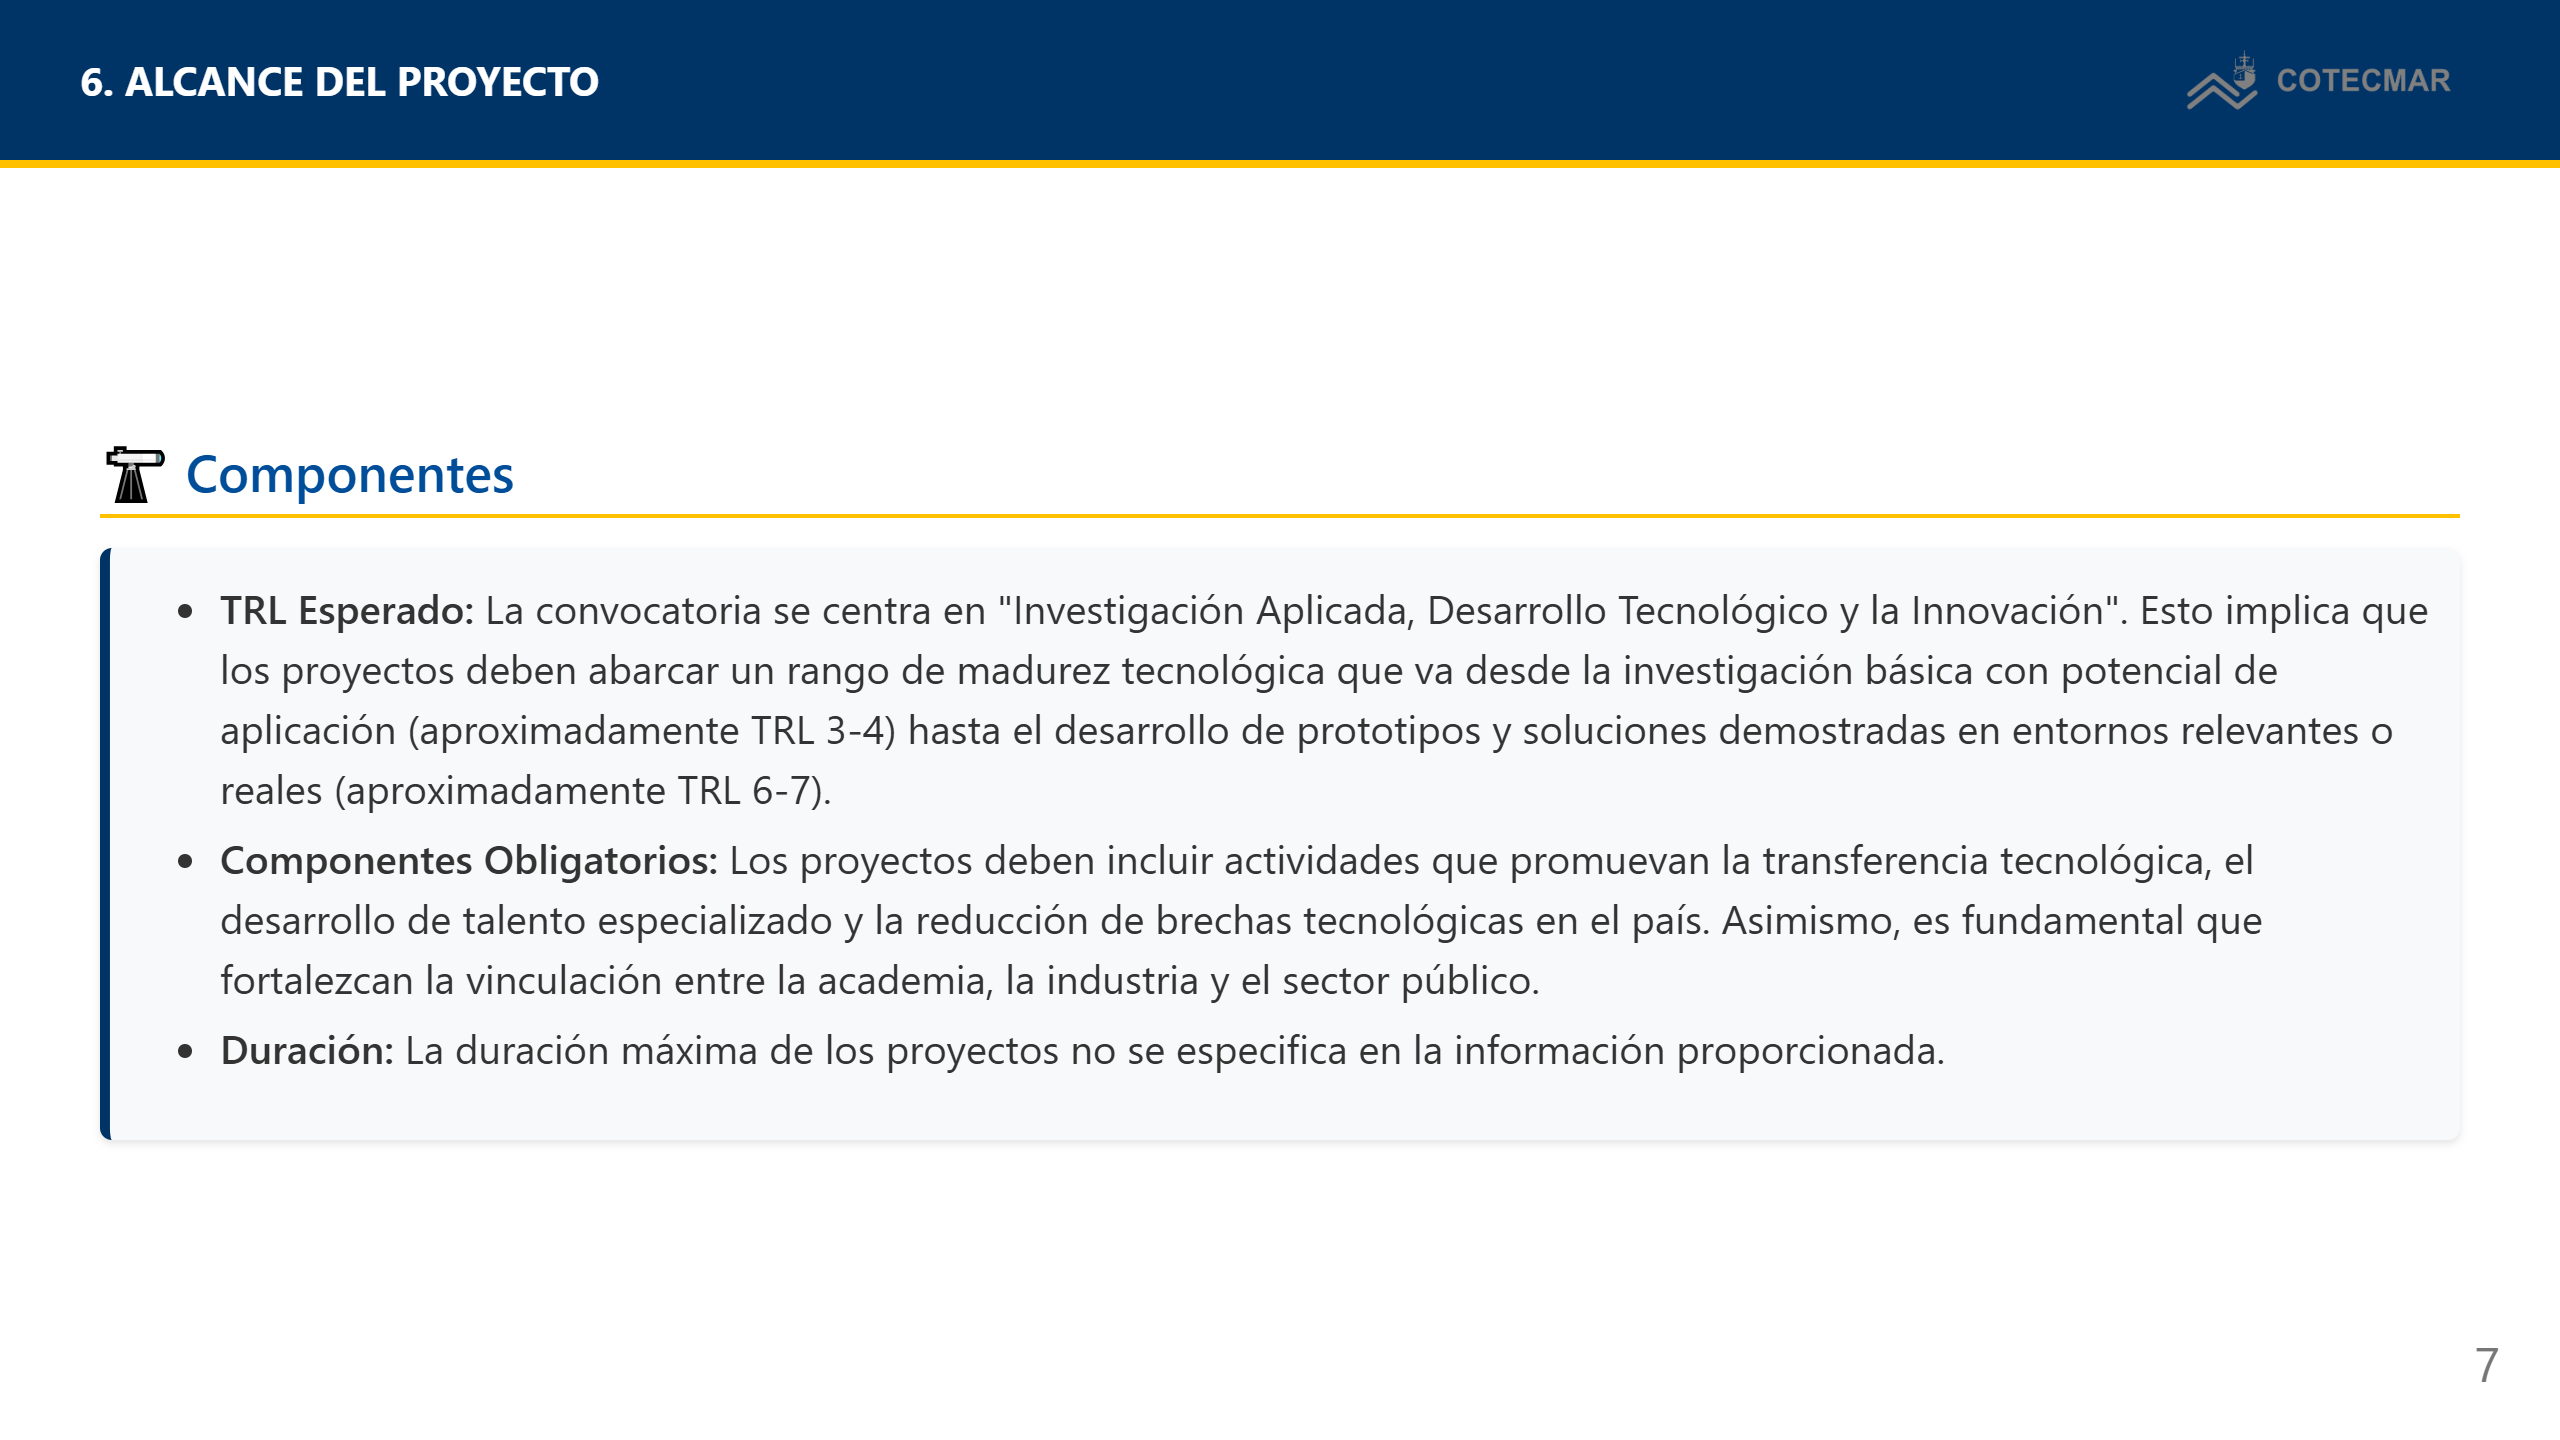 6. ALCANCE DEL PROYECTO
COTECMAR
Componentes
• TRL Esperado: La convocatoria se centra en "Investigación Aplicada, Desarrollo Tecnológico y la Innovación". Esto implica que
los proyectos deben abarcar un rango de madurez tecnológica que va desde la investigación básica con potencial de
aplicación (aproximadamente TRL 3-4) hasta el desarrollo de prototipos y soluciones demostradas en entornos relevantes o
reales (aproximadamente TRL 6-7).
• Componentes Obligatorios: Los proyectos deben incluir actividades que promuevan la transferencia tecnológica, el
desarrollo de talento especializado y la reducción de brechas tecnológicas en el país. Asimismo, es fundamental que
fortalezcan la vinculación entre la academia, la industria y el sector público.
• Duración: La duración máxima de los proyectos no se especifica en la información proporcionada.
7